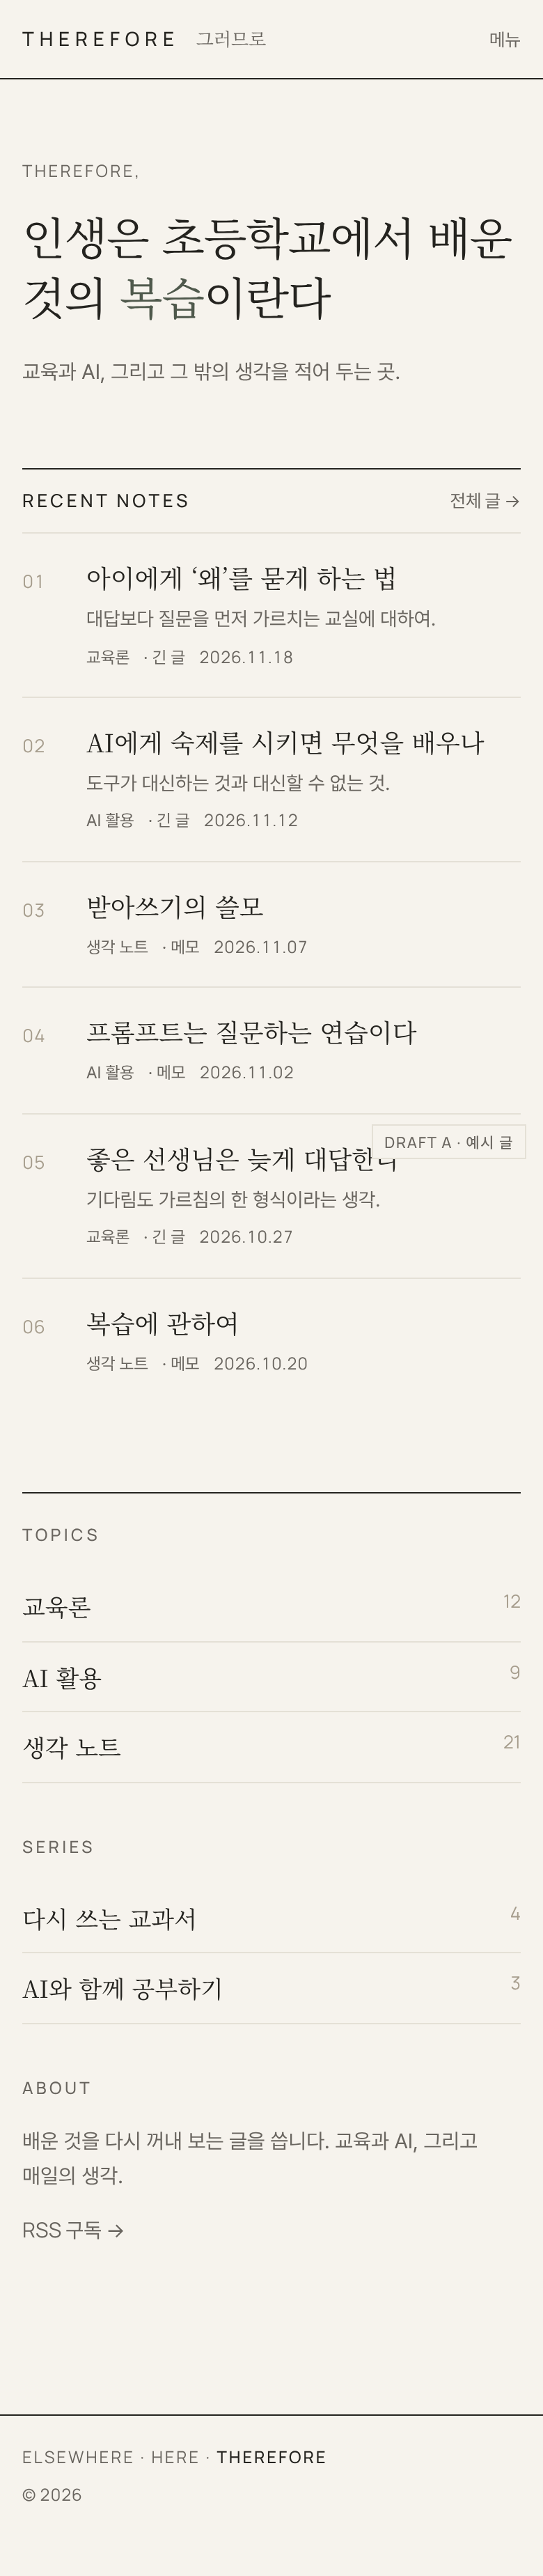 THEREFORE 그러므로 메뉴
THEREFORE,
인생은 초등학교에서 배운
것의 복습이란다
교육과 AI, 그리고 그 밖의 생각을 적어 두는 곳.
RECENT NOTES 전체 글 →
01 아이에게 ‘왜’를 묻게 하는 법
대답보다 질문을 먼저 가르치는 교실에 대하여.
교육론 · 긴 글 2026.11.18
02 AI에게 숙제를 시키면 무엇을 배우나
도구가 대신하는 것과 대신할 수 없는 것.
AI 활용 · 긴 글 2026.11.12
03 받아쓰기의 쓸모
생각 노트 · 메모 2026.11.07
04 프롬프트는 질문하는 연습이다
AI 활용 · 메모 2026.11.02
DRAFT A · 예시 글
05 좋은 선생님은 늦게 대답한다
기다림도 가르침의 한 형식이라는 생각.
교육론 · 긴 글 2026.10.27
06 복습에 관하여
생각 노트 · 메모 2026.10.20
TOPICS
교육론 12
AI 활용 9
생각 노트 21
SERIES
다시 쓰는 교과서 4
AI와 함께 공부하기 3
ABOUT
배운 것을 다시 꺼내 보는 글을 씁니다. 교육과 AI, 그리고
매일의 생각.
RSS 구독 →
ELSEWHERE · HERE · THEREFORE
© 2026